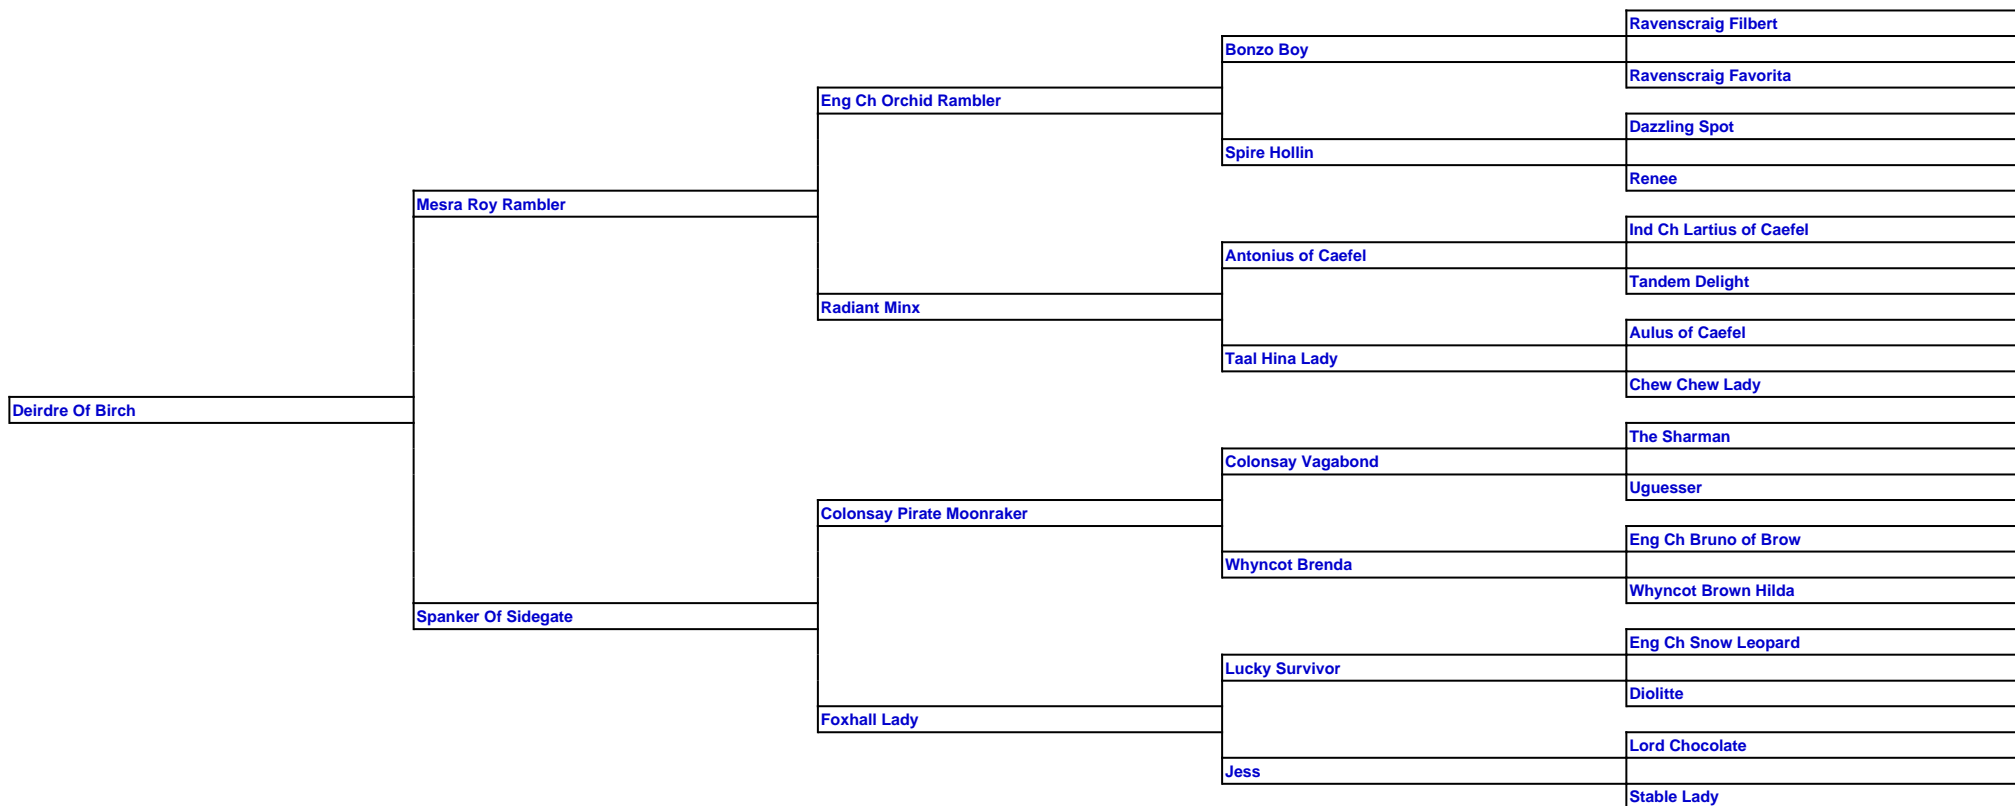 Ravenscraig Filbert
Bonzo Boy
Ravenscraig Favorita
Eng Ch Orchid Rambler
Dazzling Spot
Spire Hollin
Renee
Mesra Roy Rambler
Ind Ch Lartius of Caefel
Antonius of Caefel
Tandem Delight
Radiant Minx
Aulus of Caefel
Taal Hina Lady
Chew Chew Lady
Deirdre Of Birch
The Sharman
Colonsay Vagabond
Uguesser
Colonsay Pirate Moonraker
Eng Ch Bruno of Brow
Whyncot Brenda
Whyncot Brown Hilda
Spanker Of Sidegate
Eng Ch Snow Leopard
Lucky Survivor
Diolitte
Foxhall Lady
Lord Chocolate
Jess
Stable Lady